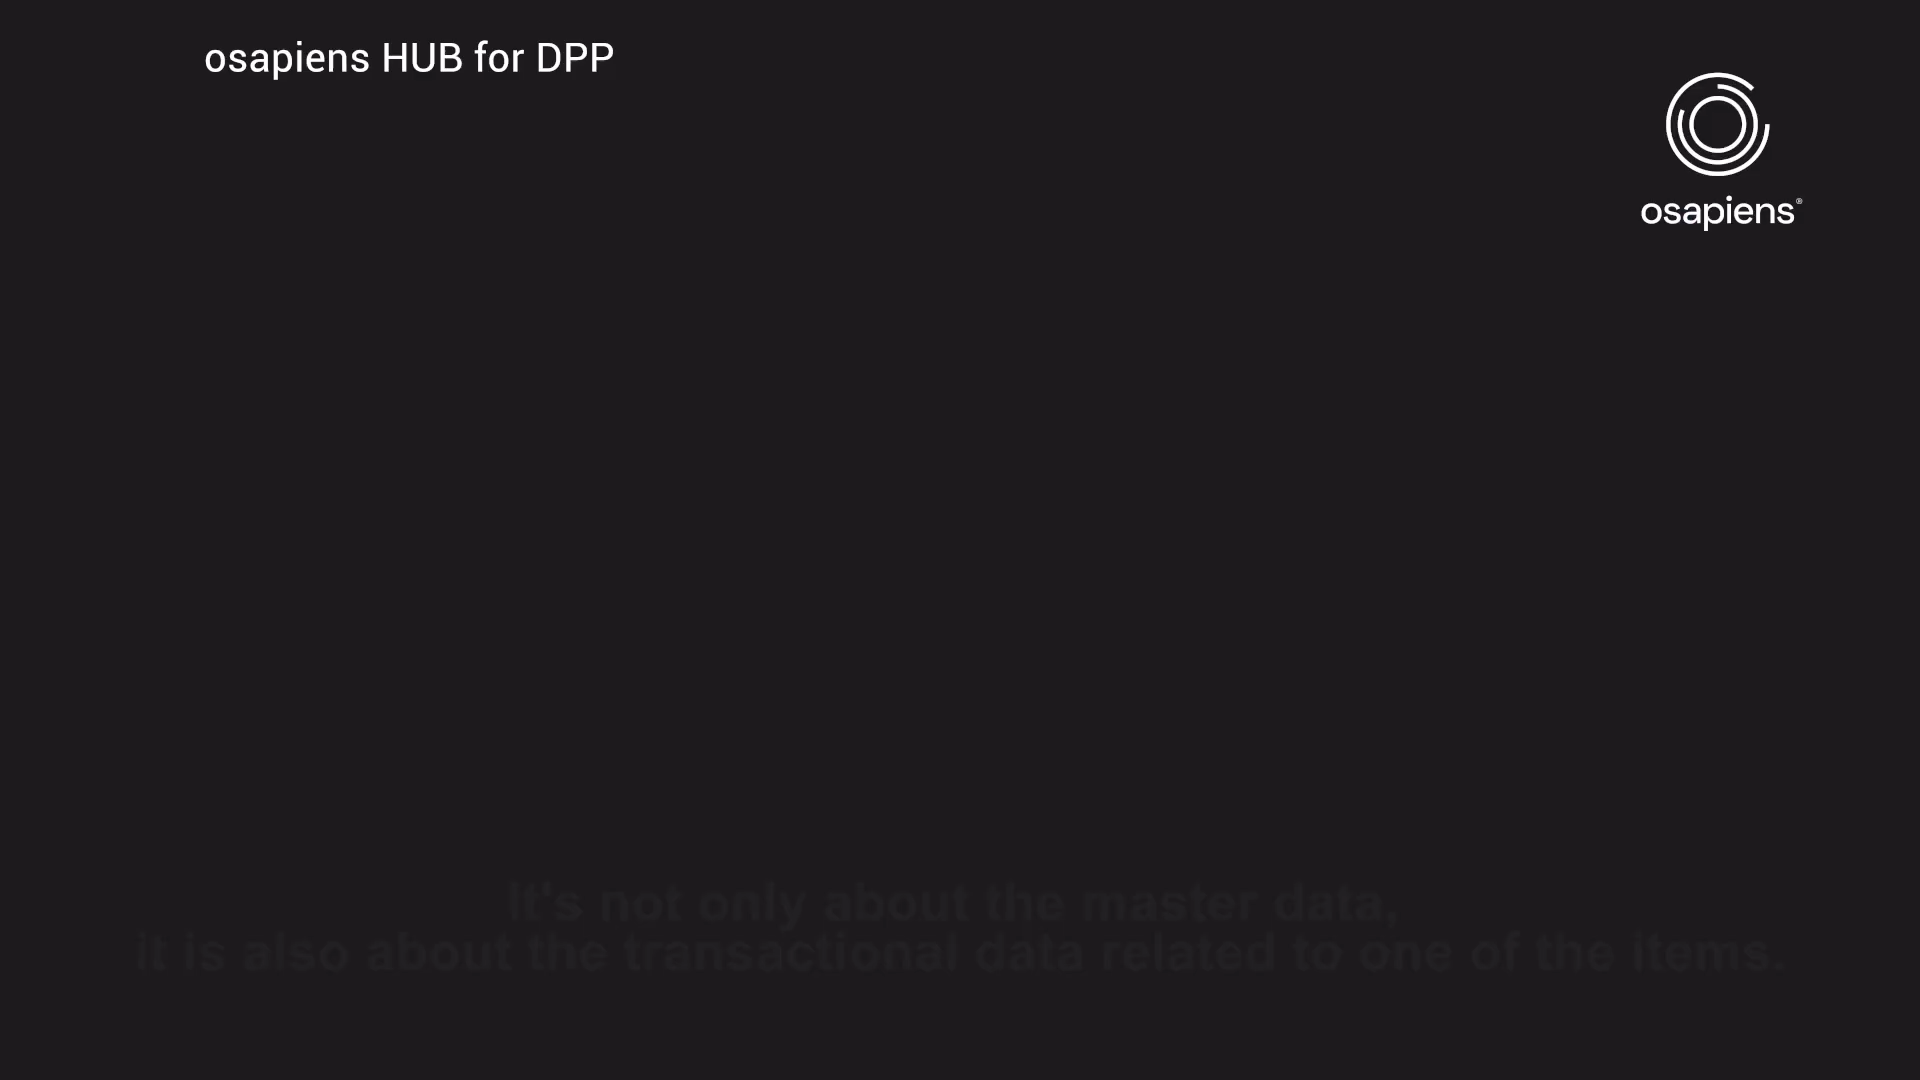 osapiens HUB for DPP
osapiens®
It's not only about the master data,
it is also about the transactional data related to one of the items.